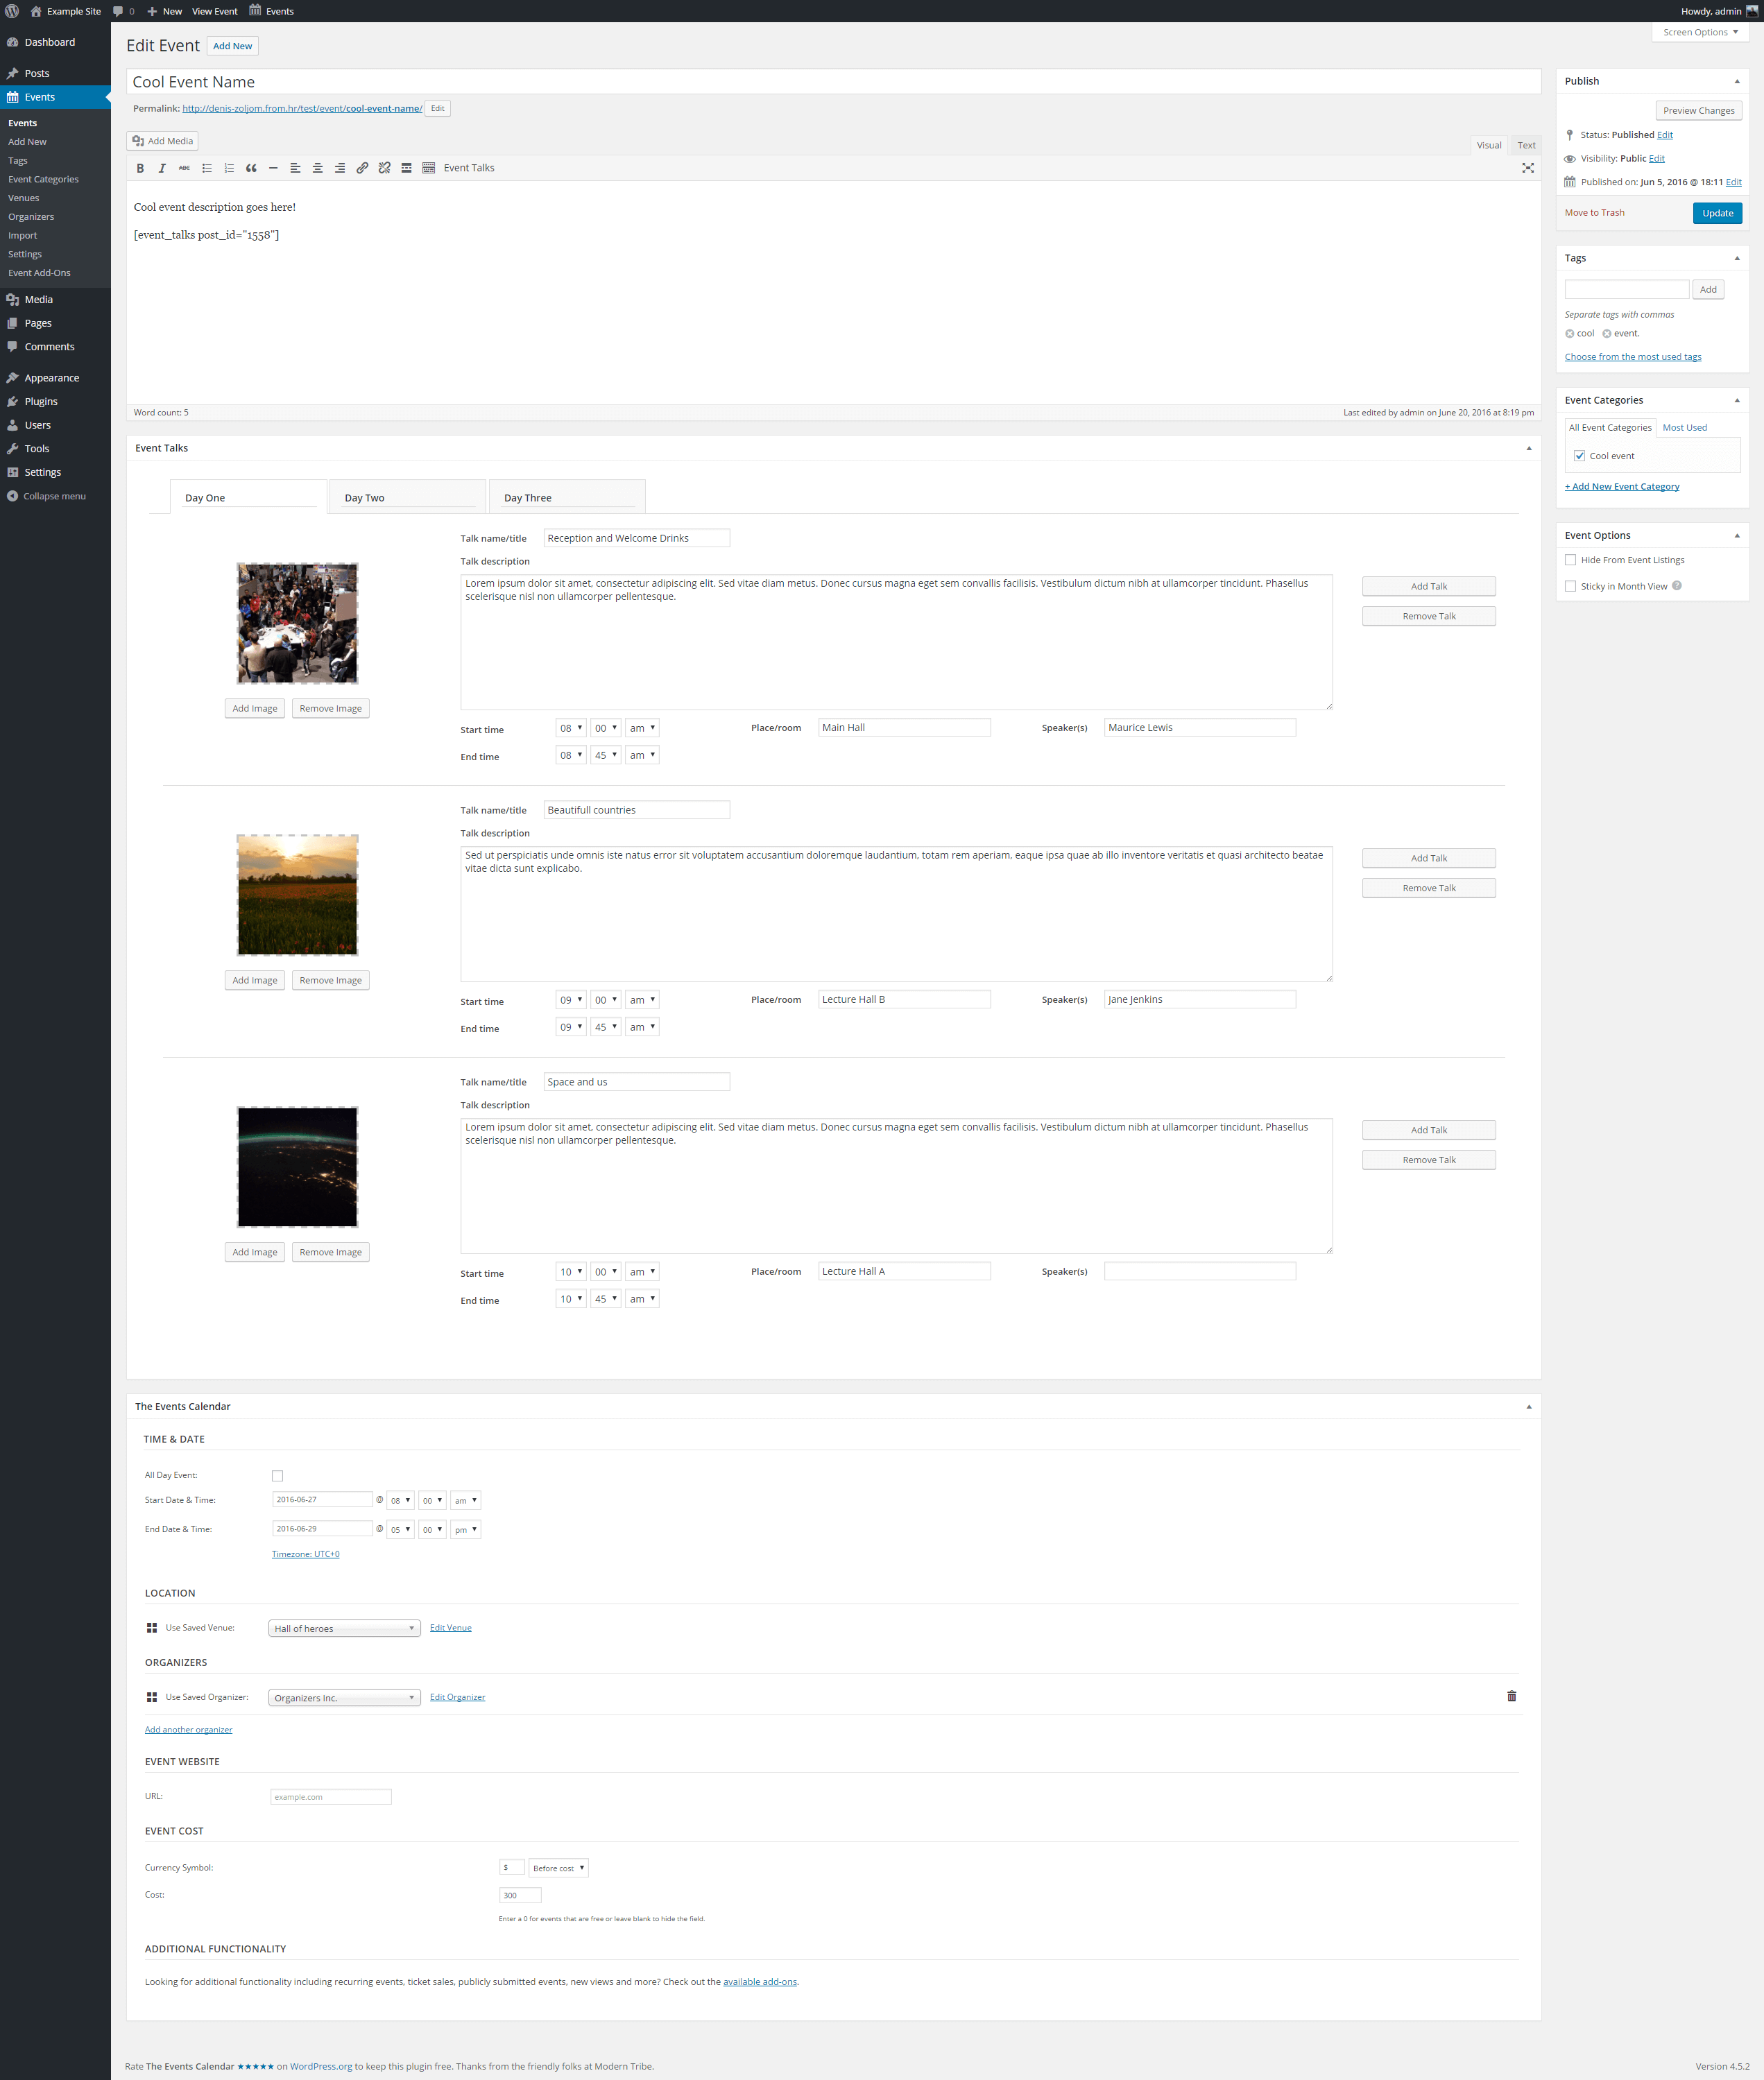 Example Site 0 New View Event Events Howdy, admin
Screen Options
Dashboard
Posts
Events
Events
Add New
Tags
Event Categories
Venues
Organizers
Import
Settings
Event Add-Ons
Media
Pages
Comments
Appearance
Plugins
Users
Tools
Settings
Collapse menu
Edit Event Add New
Cool Event Name
Permalink: http://denis-zoljom.from.hr/test/event/cool-event-name/ Edit
Add Media
Visual Text
B I ABC Event Talks
Cool event description goes here!
[event_talks post_id="1558"]
Word count: 5 Last edited by admin on June 20, 2016 at 8:19 pm
Event Talks
Day One Day Two Day Three
Talk name/title Reception and Welcome Drinks
Talk description
Lorem ipsum dolor sit amet, consectetur adipiscing elit. Sed vitae diam metus. Donec cursus magna eget sem convallis facilisis. Vestibulum dictum nibh at ullamcorper tincidunt. Phasellus
scelerisque nisl non ullamcorper pellentesque.
Add Talk
Remove Talk
Add Image Remove Image
Start time 08 00 am Place/room Main Hall Speaker(s) Maurice Lewis
End time 08 45 am
Talk name/title Beautifull countries
Talk description
Sed ut perspiciatis unde omnis iste natus error sit voluptatem accusantium doloremque laudantium, totam rem aperiam, eaque ipsa quae ab illo inventore veritatis et quasi architecto beatae
vitae dicta sunt explicabo.
Add Talk
Remove Talk
Add Image Remove Image
Start time 09 00 am Place/room Lecture Hall B Speaker(s) Jane Jenkins
End time 09 45 am
Talk name/title Space and us
Talk description
Lorem ipsum dolor sit amet, consectetur adipiscing elit. Sed vitae diam metus. Donec cursus magna eget sem convallis facilisis. Vestibulum dictum nibh at ullamcorper tincidunt. Phasellus
scelerisque nisl non ullamcorper pellentesque.
Add Talk
Remove Talk
Add Image Remove Image
Start time 10 00 am Place/room Lecture Hall A Speaker(s)
End time 10 45 am
The Events Calendar
TIME & DATE
All Day Event:
Start Date & Time: 2016-06-27 @ 08 00 am
End Date & Time: 2016-06-29 @ 05 00 pm
Timezone: UTC+0
LOCATION
Use Saved Venue: Hall of heroes Edit Venue
ORGANIZERS
Use Saved Organizer: Organizers Inc. Edit Organizer
Add another organizer
EVENT WEBSITE
URL: example.com
EVENT COST
Currency Symbol: $ Before cost
Cost: 300
Enter a 0 for events that are free or leave blank to hide the field.
ADDITIONAL FUNCTIONALITY
Looking for additional functionality including recurring events, ticket sales, publicly submitted events, new views and more? Check out the available add-ons.
Publish
Preview Changes
Status: Published Edit
Visibility: Public Edit
Published on: Jun 5, 2016 @ 18:11 Edit
Move to Trash Update
Tags
Add
Separate tags with commas
cool event.
Choose from the most used tags
Event Categories
All Event Categories Most Used
Cool event
+ Add New Event Category
Event Options
Hide From Event Listings
Sticky in Month View ?
Rate The Events Calendar ★★★★★ on WordPress.org to keep this plugin free. Thanks from the friendly folks at Modern Tribe. Version 4.5.2